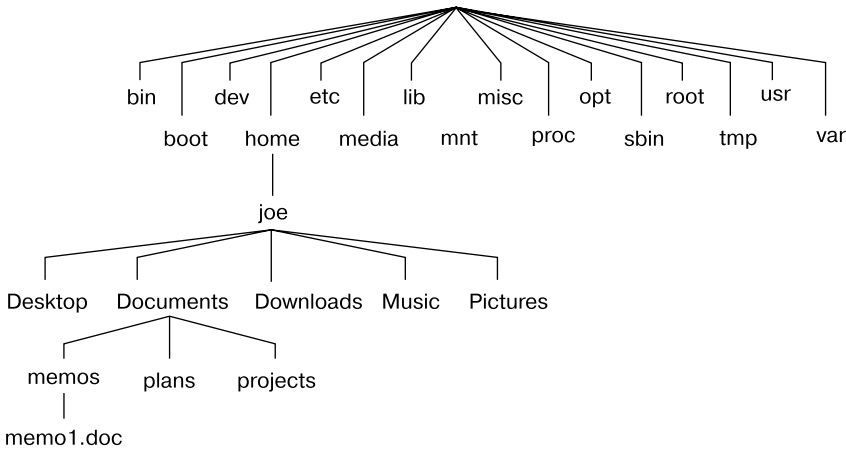 bin dev etc lib misc opt root usr
boot home media mnt proc sbin tmp var
joe
Desktop Documents Downloads Music Pictures
memos plans projects
memo1.doc